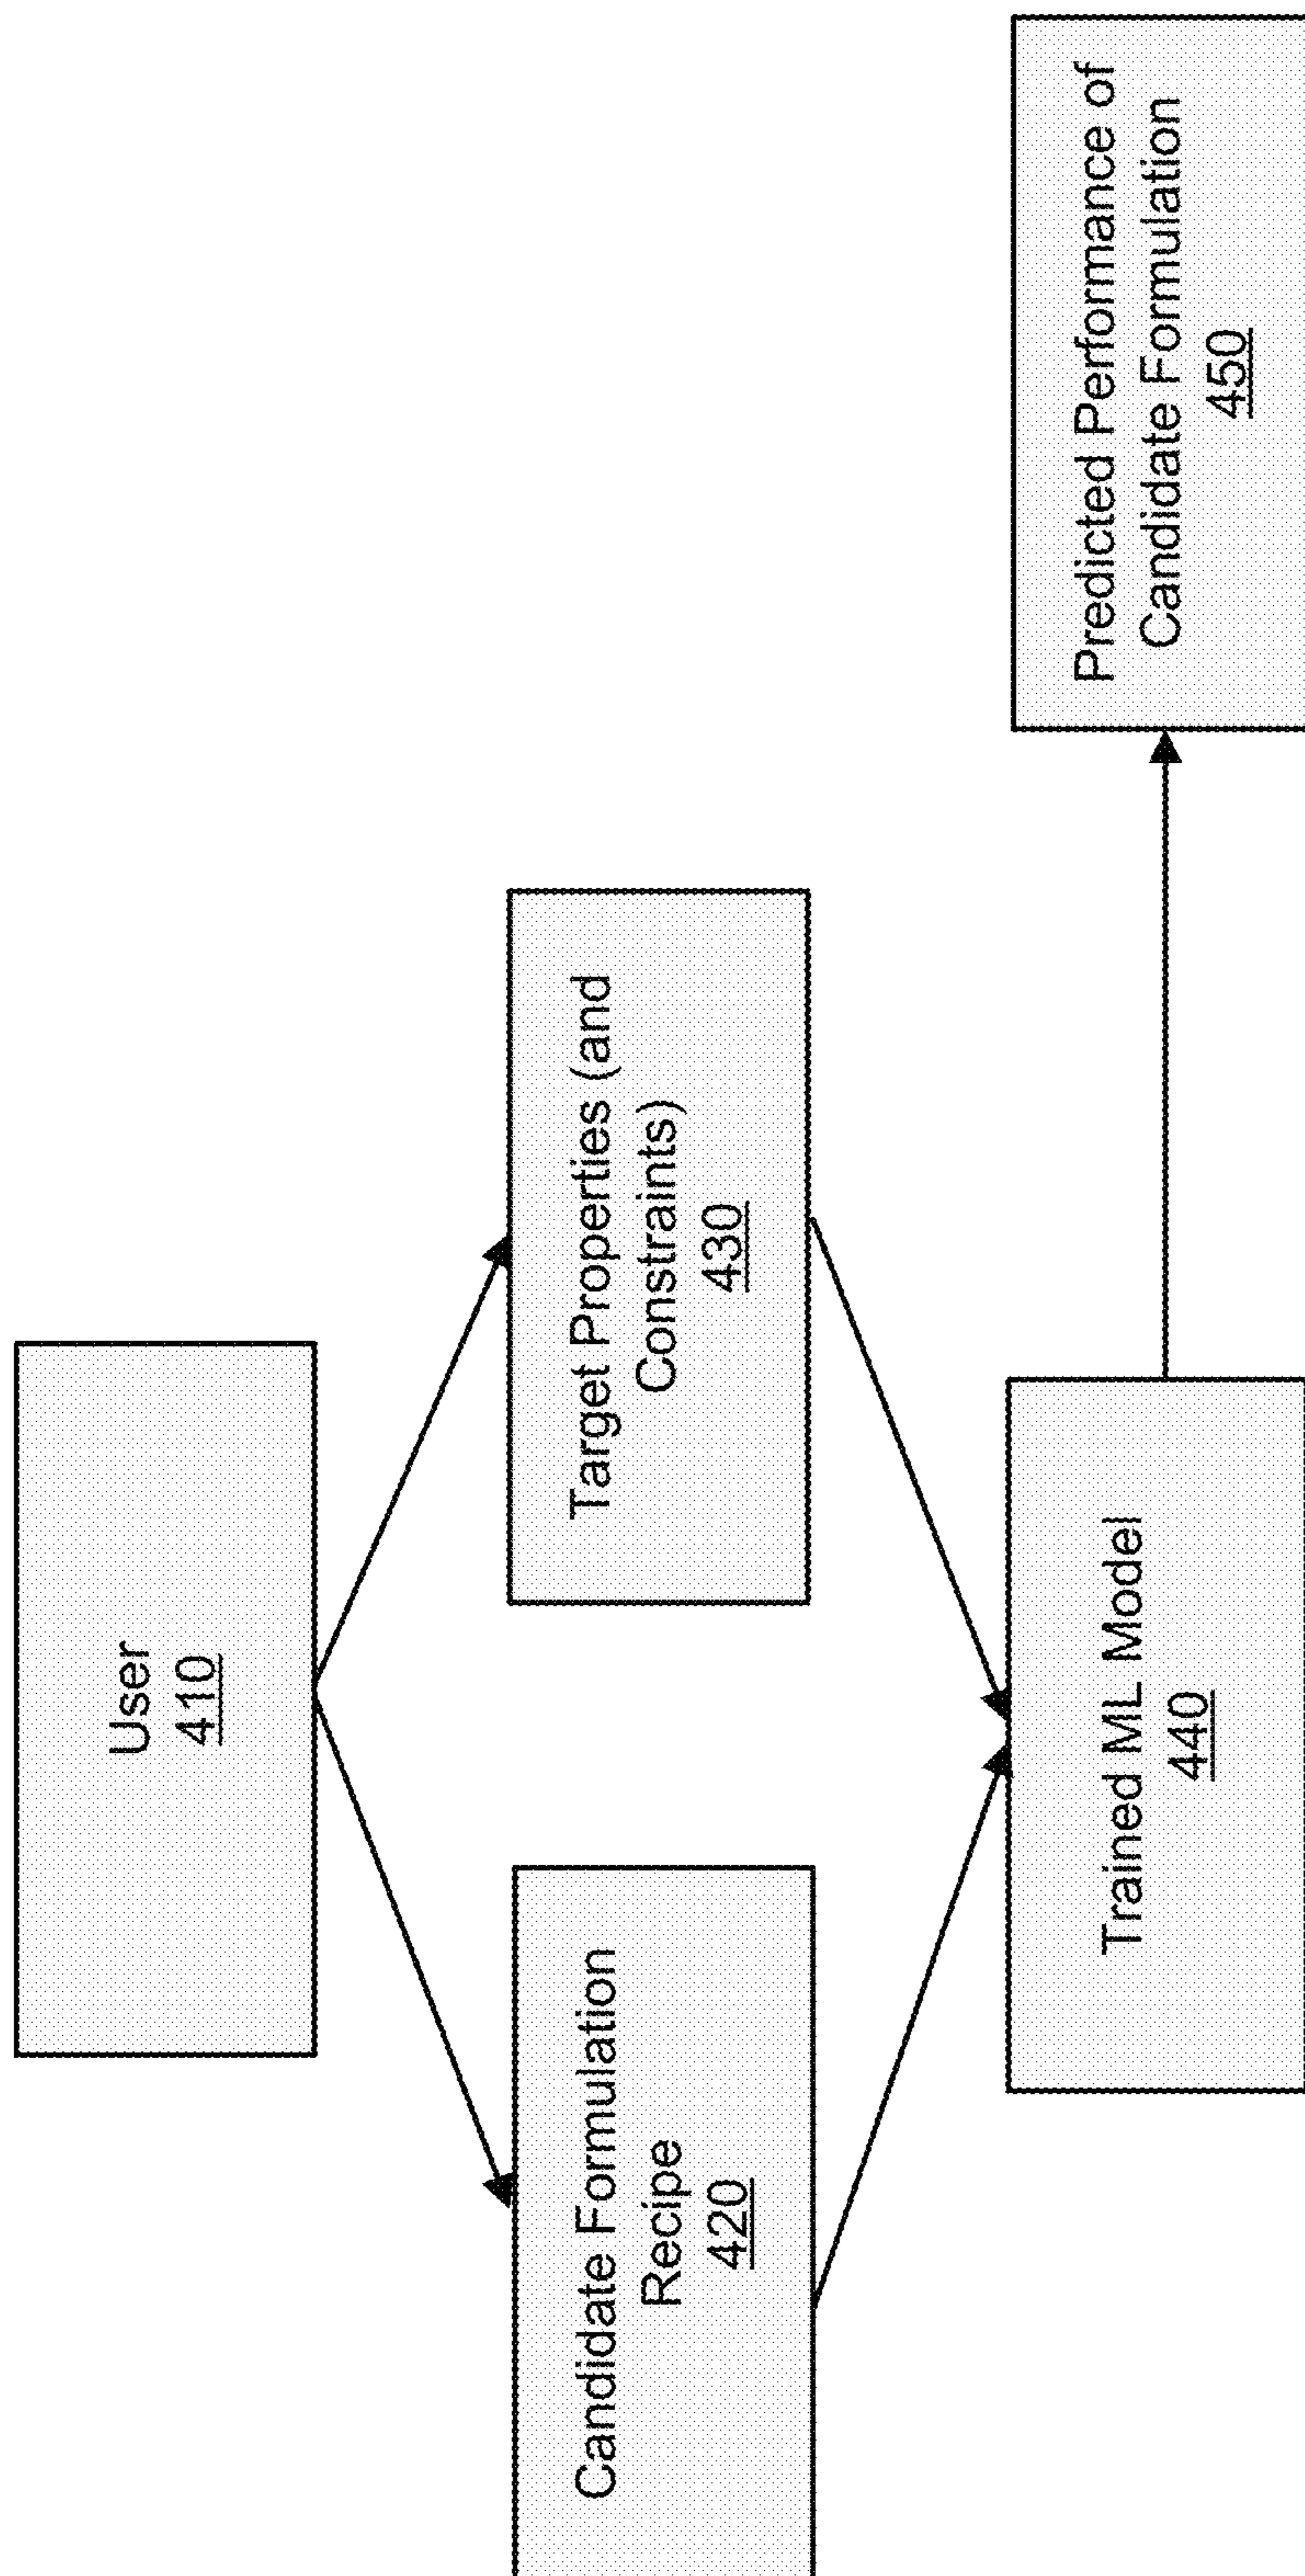 User
410
Candidate Formulation
Recipe
420
Target Properties (and
Constraints)
430
Trained ML Model
440
Predicted Performance of
Candidate Formulation
450